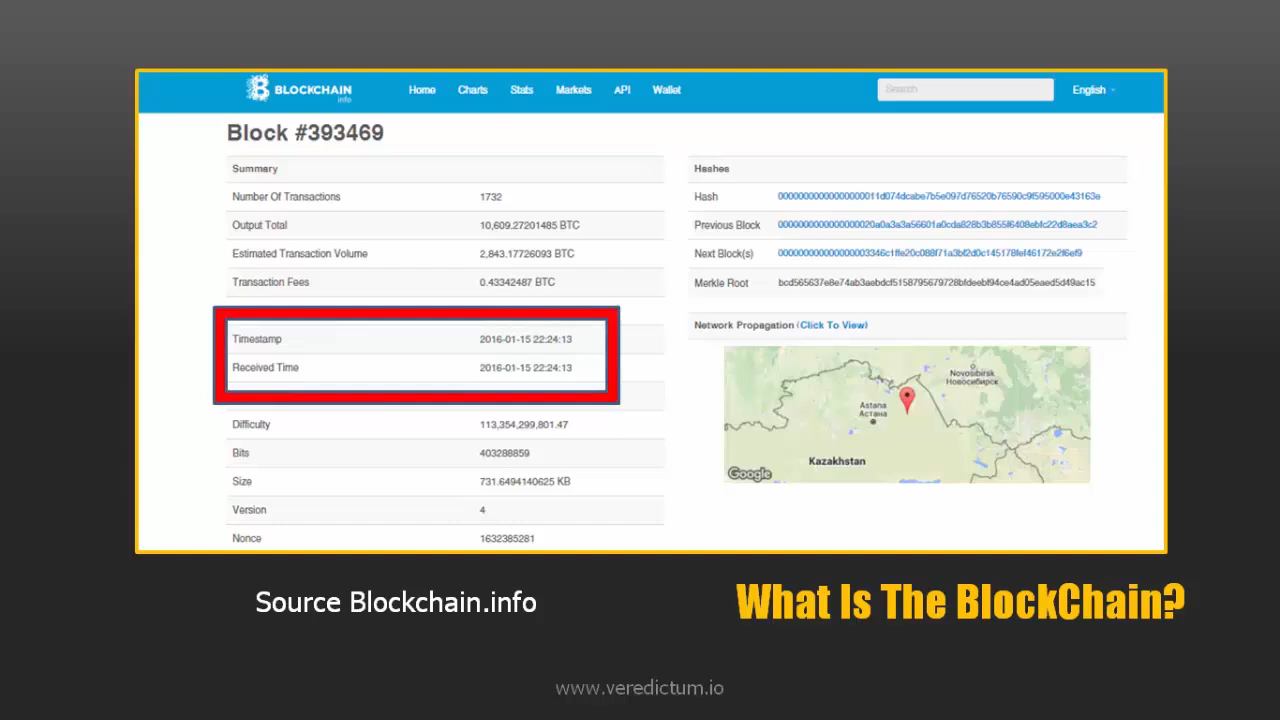 BLOCKCHAIN
info
Home Charts Stats Markets API Wallet
Search
English
Block #393469
Summary
Number Of Transactions 1732
Output Total 10,609.27201485 BTC
Estimated Transaction Volume 2,843.17726093 BTC
Transaction Fees 0.43342487 BTC
Timestamp 2016-01-15 22:24:13
Received Time 2016-01-15 22:24:13
Difficulty 113,354,299,801.47
Bits 403288859
Size 731.6494140625 KB
Version 4
Nonce 1632385281
Hashes
Hash
Previous Block
Next Block(s)
Merkle Root
Network Propagation (Click To View)
Novosibirsk
Новосибирск
Astana
Астана
Kazakhstan
Google
Source Blockchain.info
What Is The BlockChain?
www.veredictum.io